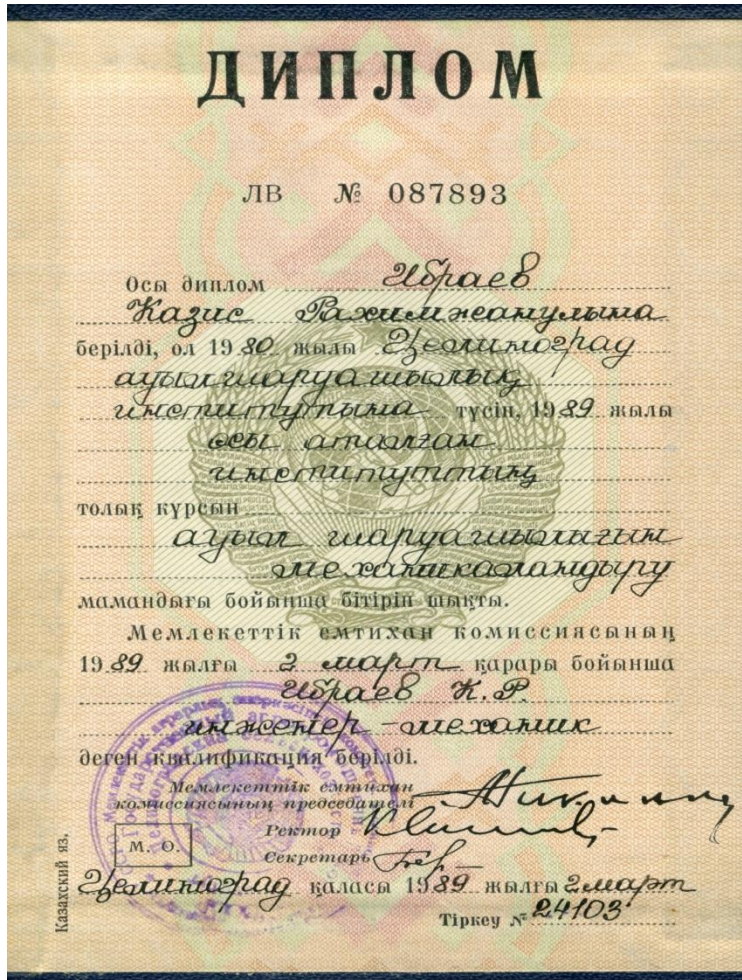 ДИПЛОМ
ЛВ № 087893
Осы диплом Ибраев
Казис Рахимжанулына
берілді, ол 1980 жылы Целиноград
ауылшаруашылық
институтына түсіп, 1989 жылы
осы аталған
институттың
толық курсын
ауыл шаруашылығын
механикаландыру
мамандығы бойынша бітіріп шықты.
Мемлекеттік емтихан комиссиясының
1989 жылғы 2 март қарары бойынша
Ибраев К. Р.
инженер-механик
деген квалификация берілді.
Мемлекеттік емтихан
комиссиясының председателі
Ректор
М. О.
Секретарь
Целиноград қаласы 1989 жылғы 2 март
Тіркеу № 24103
Казахский яз.